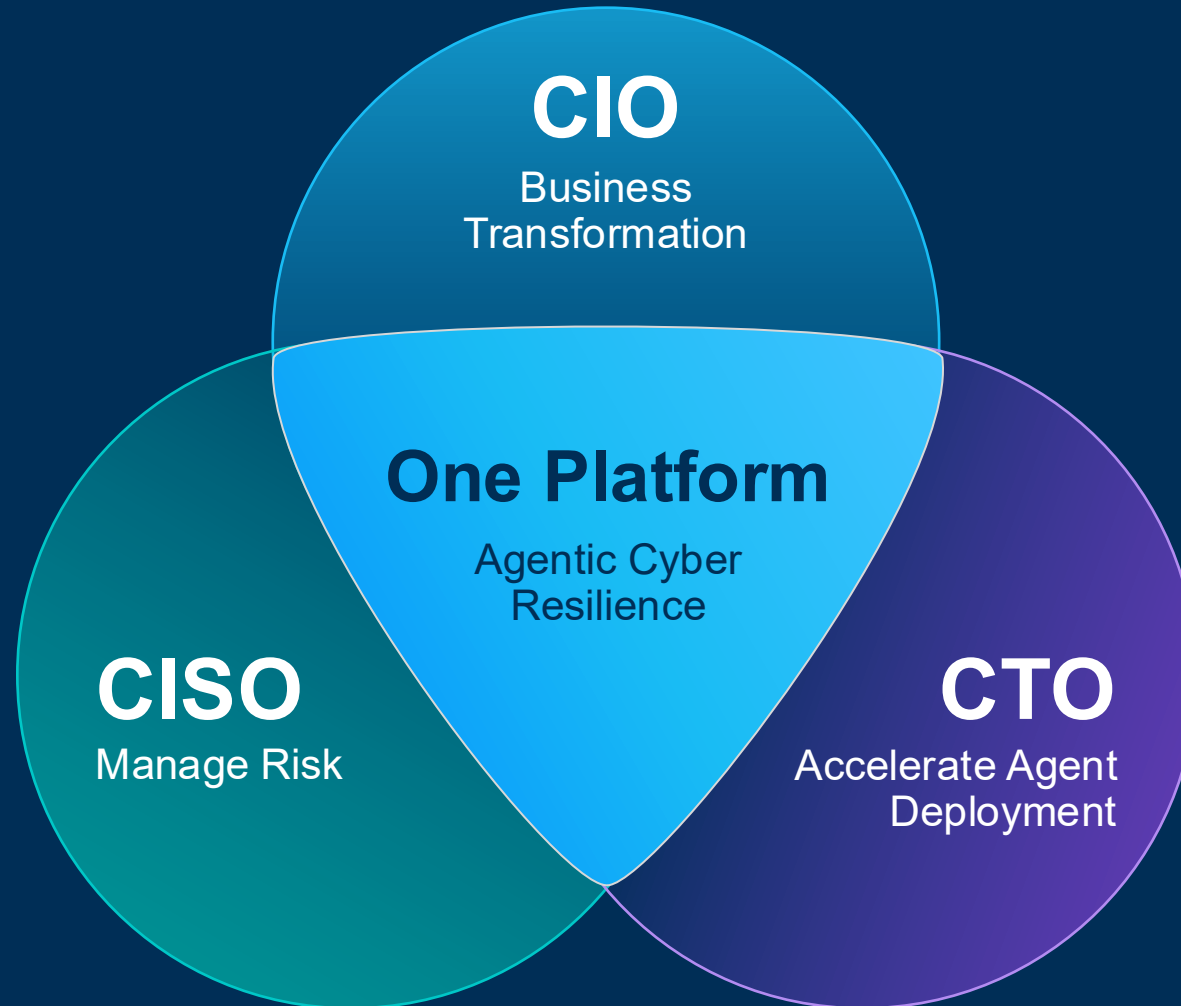 CIO
Business
Transformation
One Platform
Agentic Cyber
Resilience
CISO
Manage Risk
CTO
Accelerate Agent
Deployment